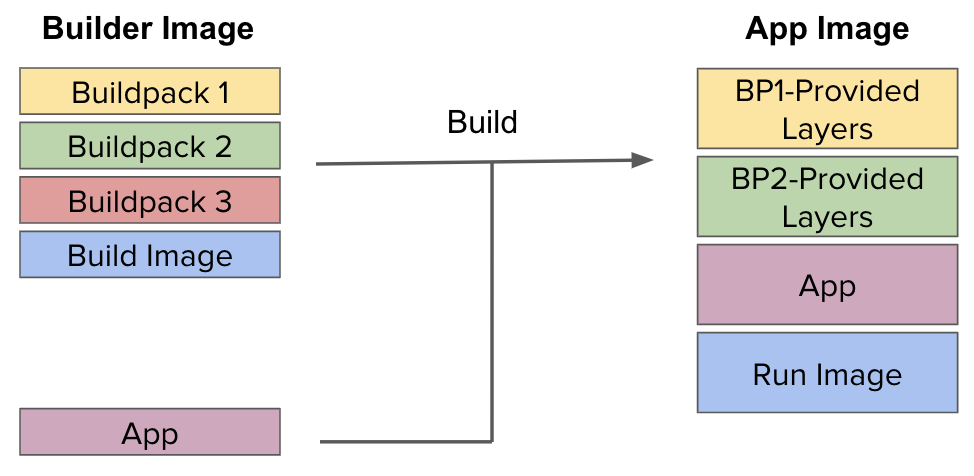 Builder Image
Buildpack 1
Buildpack 2
Buildpack 3
Build Image
App
Build
App Image
BP1-Provided
Layers
BP2-Provided
Layers
App
Run Image